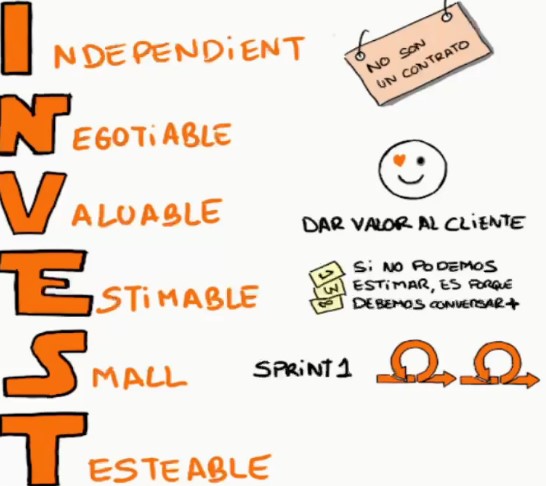 INDEPENDIENT
NO SON
UN CONTRATO
NEGOTIABLE
VALUABLE
DAR VALOR AL CLIENTE
ESTIMABLE
SI NO PODEMOS
ESTIMAR, ES PORQUE
DEBEMOS CONVERSAR +
SMALL
SPRINT 1
TESTEABLE